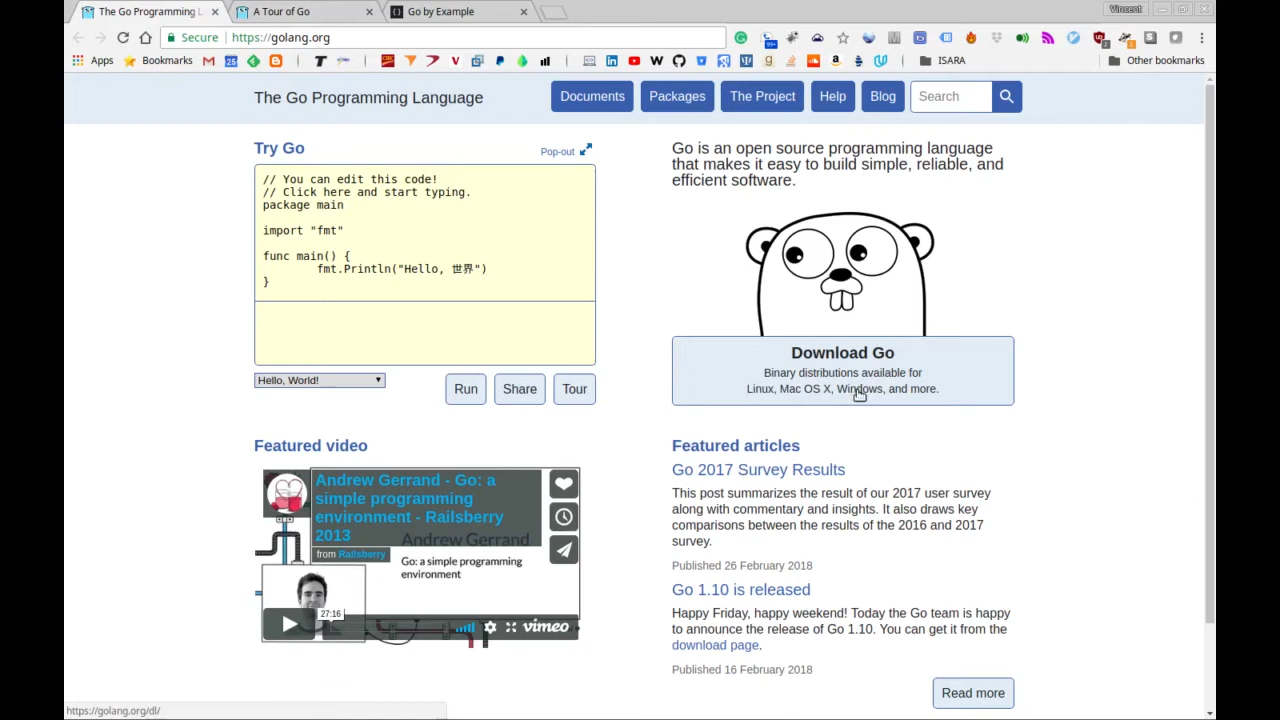 The Go Programming L
A Tour of Go
Go by Example
Vincent
Secure
https://golang.org
Apps
Bookmarks
ISARA
Other bookmarks
The Go Programming Language
Documents
Packages
The Project
Help
Blog
Search
Try Go
Pop-out
// You can edit this code!
// Click here and start typing.
package main
import "fmt"
func main() {
fmt.Println("Hello, 世界")
}
Hello, World!
Run
Share
Tour
Go is an open source programming language
that makes it easy to build simple, reliable, and
efficient software.
Download Go
Binary distributions available for
Linux, Mac OS X, Windows, and more.
Featured video
Andrew Gerrand - Go: a
simple programming
environment - Railsberry
2013
from Railsberry
Andrew Gerrand
Go: a simple programming
environment
27:16
vimeo
Featured articles
Go 2017 Survey Results
This post summarizes the result of our 2017 user survey
along with commentary and insights. It also draws key
comparisons between the results of the 2016 and 2017
survey.
Published 26 February 2018
Go 1.10 is released
Happy Friday, happy weekend! Today the Go team is happy
to announce the release of Go 1.10. You can get it from the
download page.
Published 16 February 2018
Read more
https://golang.org/dl/